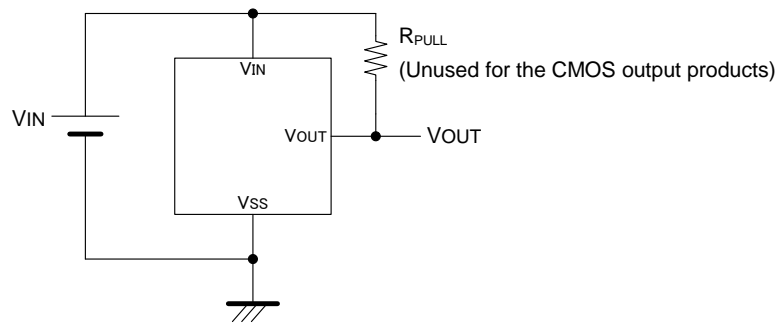 RPULL
(Unused for the CMOS output products)
VIN
VIN
VOUT
VOUT
VSS